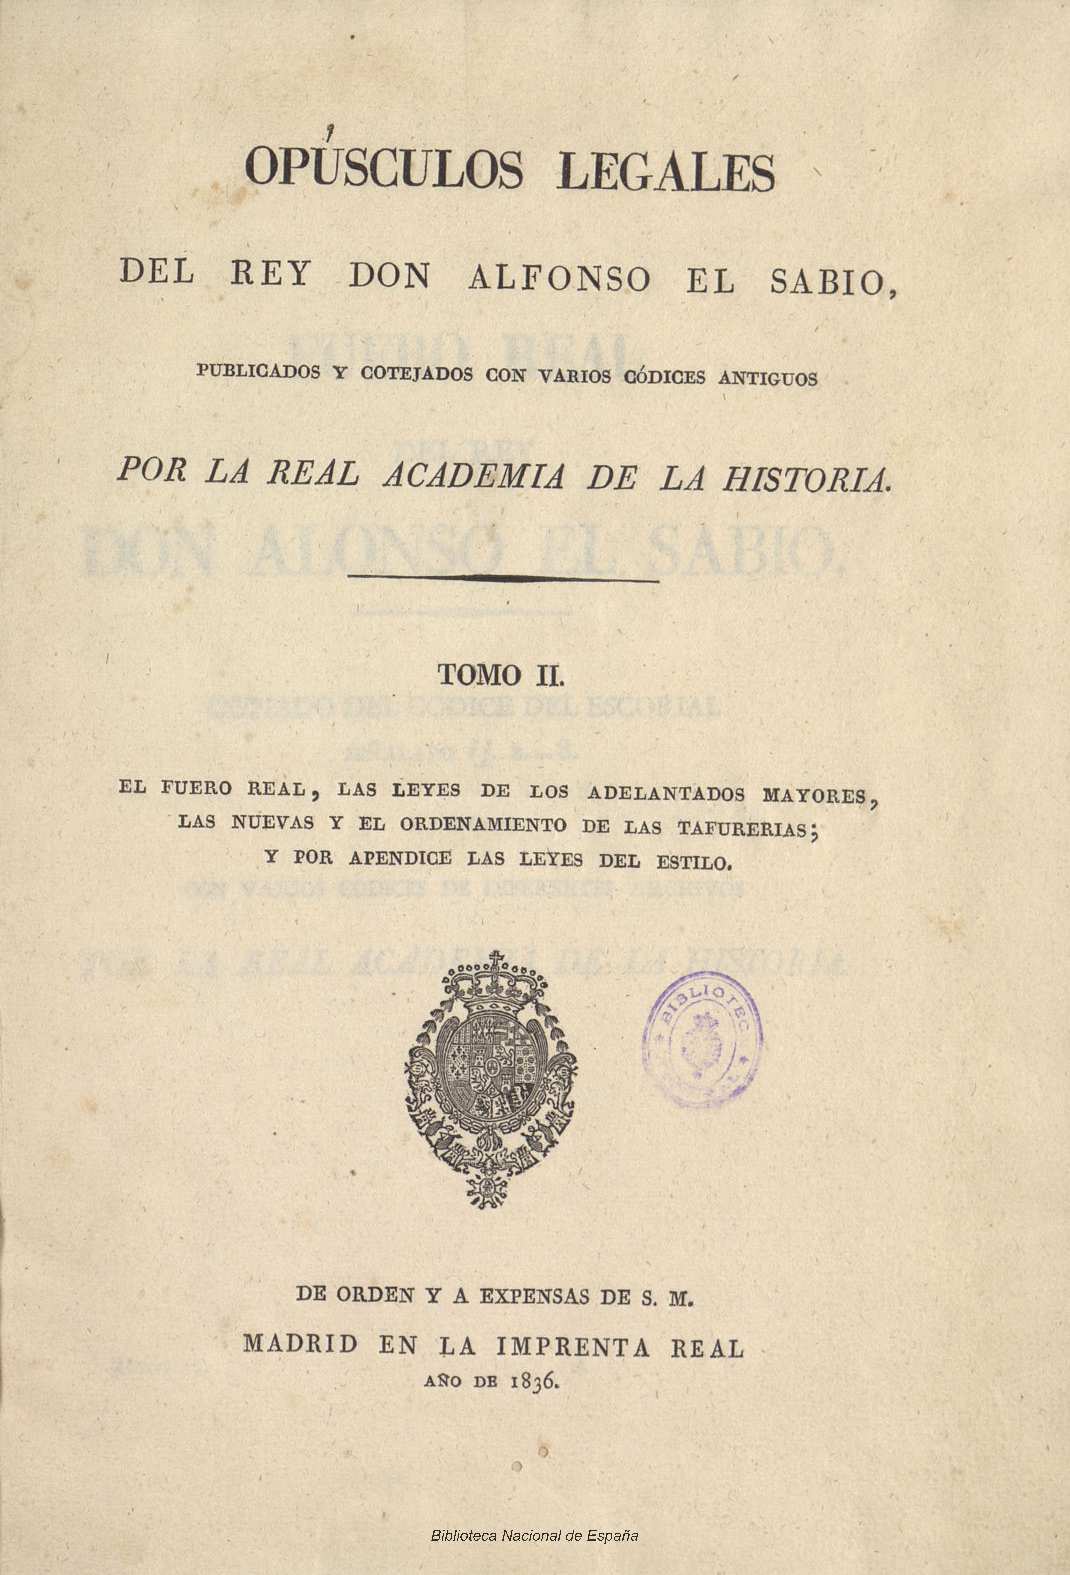 OPÚSCULOS LEGALES
DEL REY DON ALFONSO EL SABIO,
PUBLICADOS Y COTEJADOS CON VARIOS CÓDICES ANTIGUOS
POR LA REAL ACADEMIA DE LA HISTORIA.
TOMO II.
EL FUERO REAL, LAS LEYES DE LOS ADELANTADOS MAYORES,
LAS NUEVAS Y EL ORDENAMIENTO DE LAS TAFURERIAS;
Y POR APENDICE LAS LEYES DEL ESTILO.
BIBLIOTEC
DE ORDEN Y A EXPENSAS DE S. M.
MADRID EN LA IMPRENTA REAL
AÑO DE 1836.
Biblioteca Nacional de España